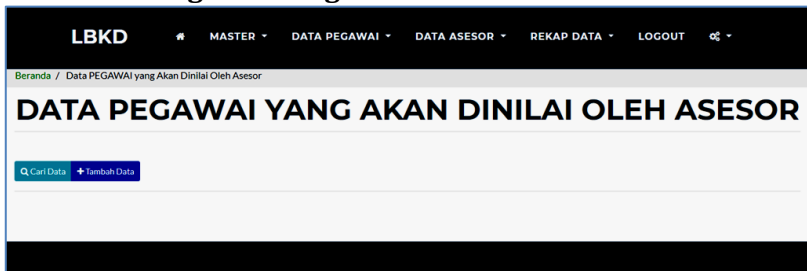 LBKD MASTER DATA PEGAWAI DATA ASESOR REKAP DATA LOGOUT
Beranda / Data PEGAWAI yang Akan Dinilai Oleh Asesor
DATA PEGAWAI YANG AKAN DINILAI OLEH ASESOR
Cari Data Tambah Data